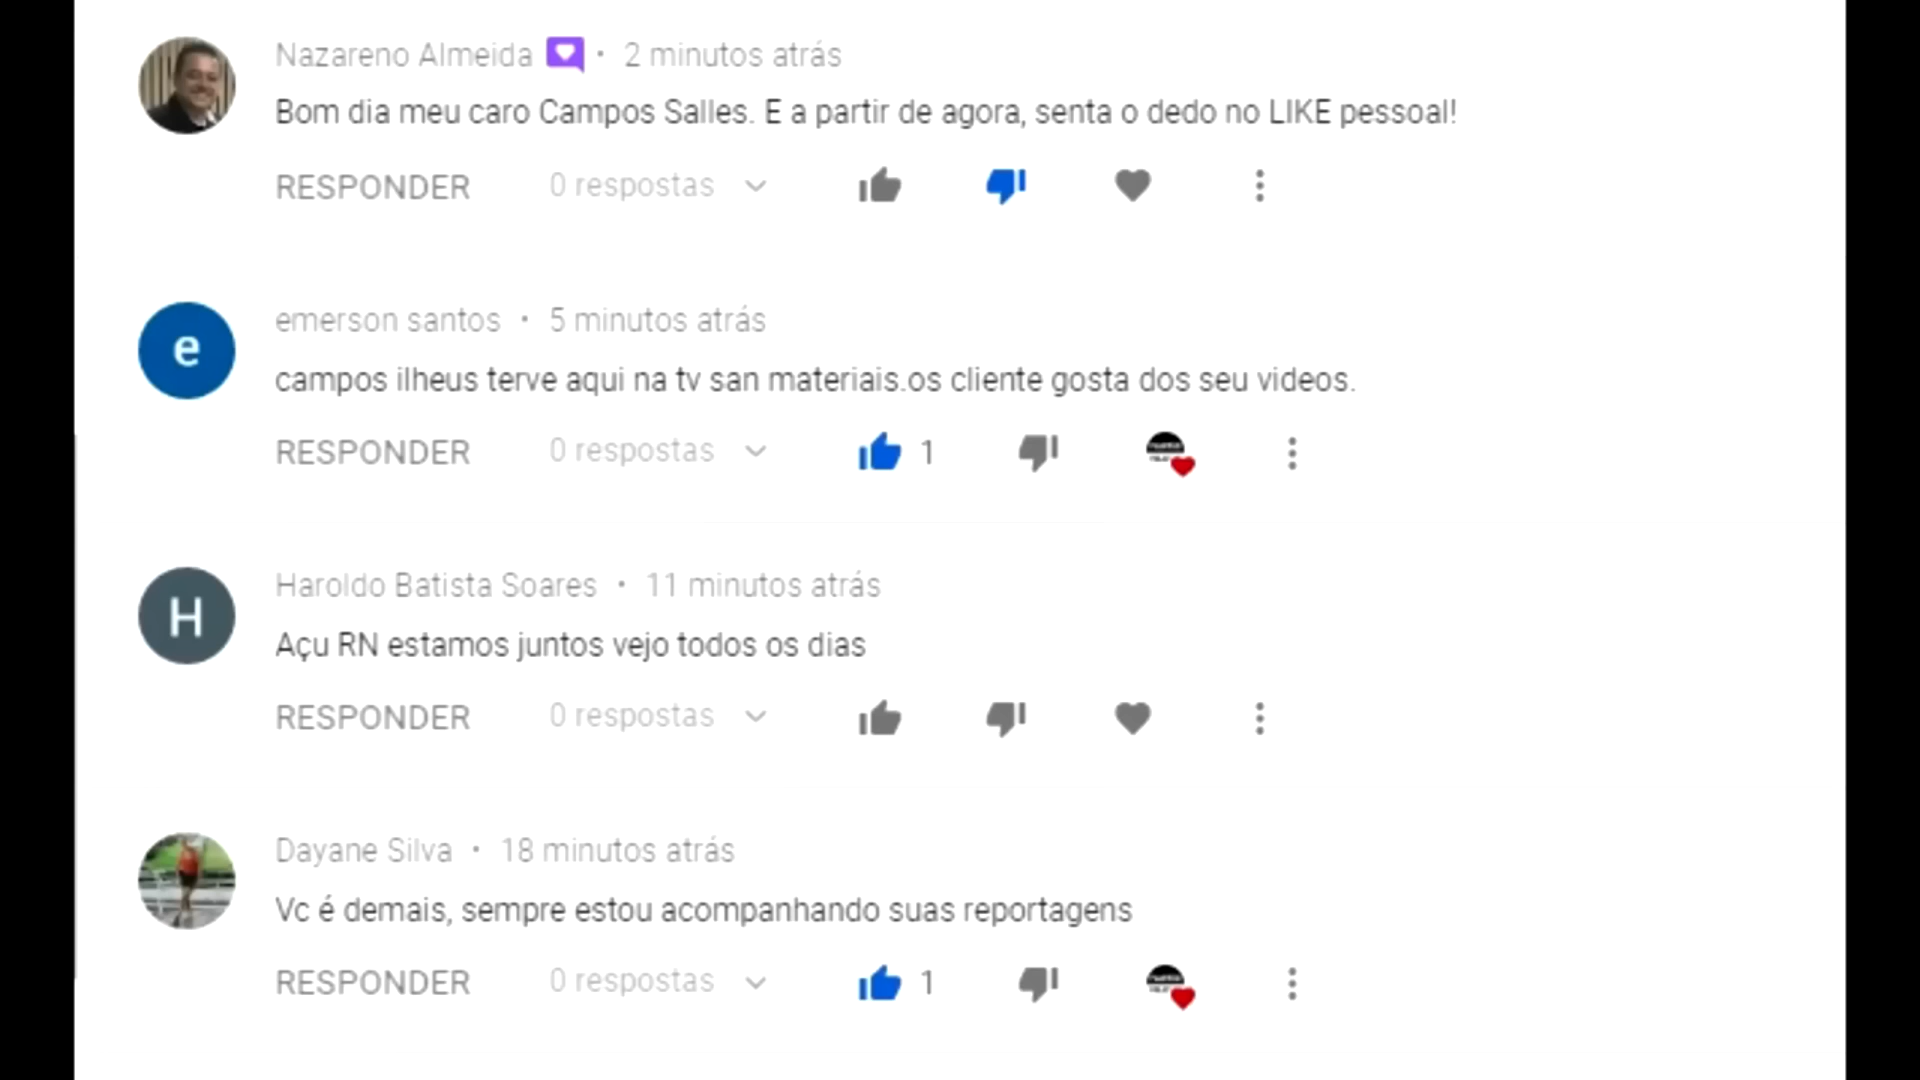 Nazareno Almeida · 2 minutos atrás
Bom dia meu caro Campos Salles. E a partir de agora, senta o dedo no LIKE pessoal!
RESPONDER 0 respostas
e
emerson santos · 5 minutos atrás
campos ilheus terve aqui na tv san materiais.os cliente gosta dos seu videos.
RESPONDER 0 respostas 1
H
Haroldo Batista Soares · 11 minutos atrás
Açu RN estamos juntos vejo todos os dias
RESPONDER 0 respostas
Dayane Silva · 18 minutos atrás
Vc é demais, sempre estou acompanhando suas reportagens
RESPONDER 0 respostas 1